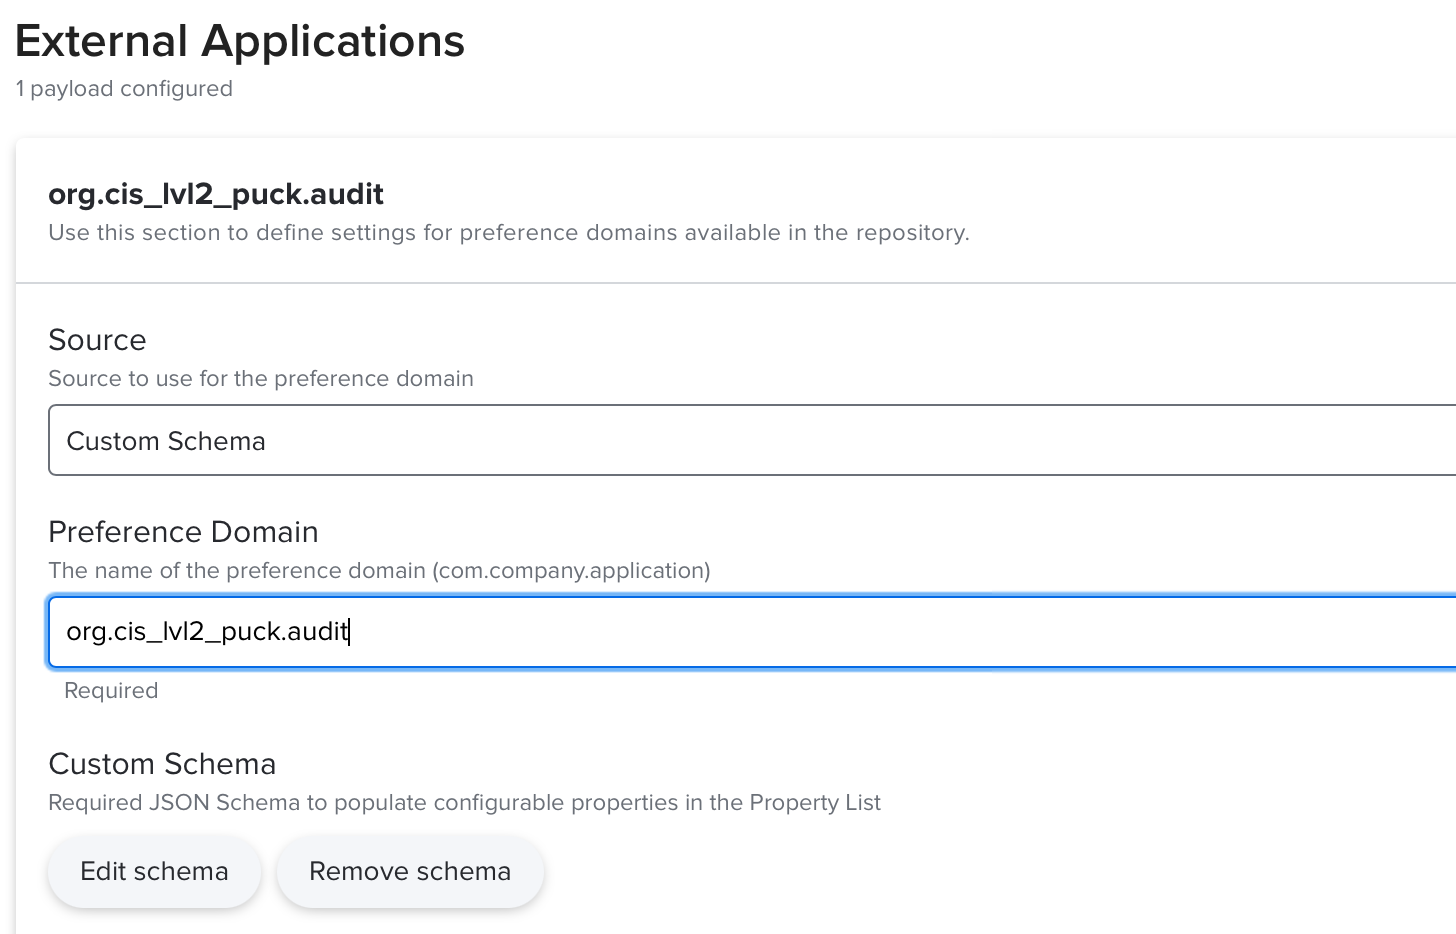 External Applications
1 payload configured
org.cis_lvl2_puck.audit
Use this section to define settings for preference domains available in the repository.
Source
Source to use for the preference domain
Custom Schema
Preference Domain
The name of the preference domain (com.company.application)
org.cis_lvl2_puck.audit
Required
Custom Schema
Required JSON Schema to populate configurable properties in the Property List
Edit schema Remove schema